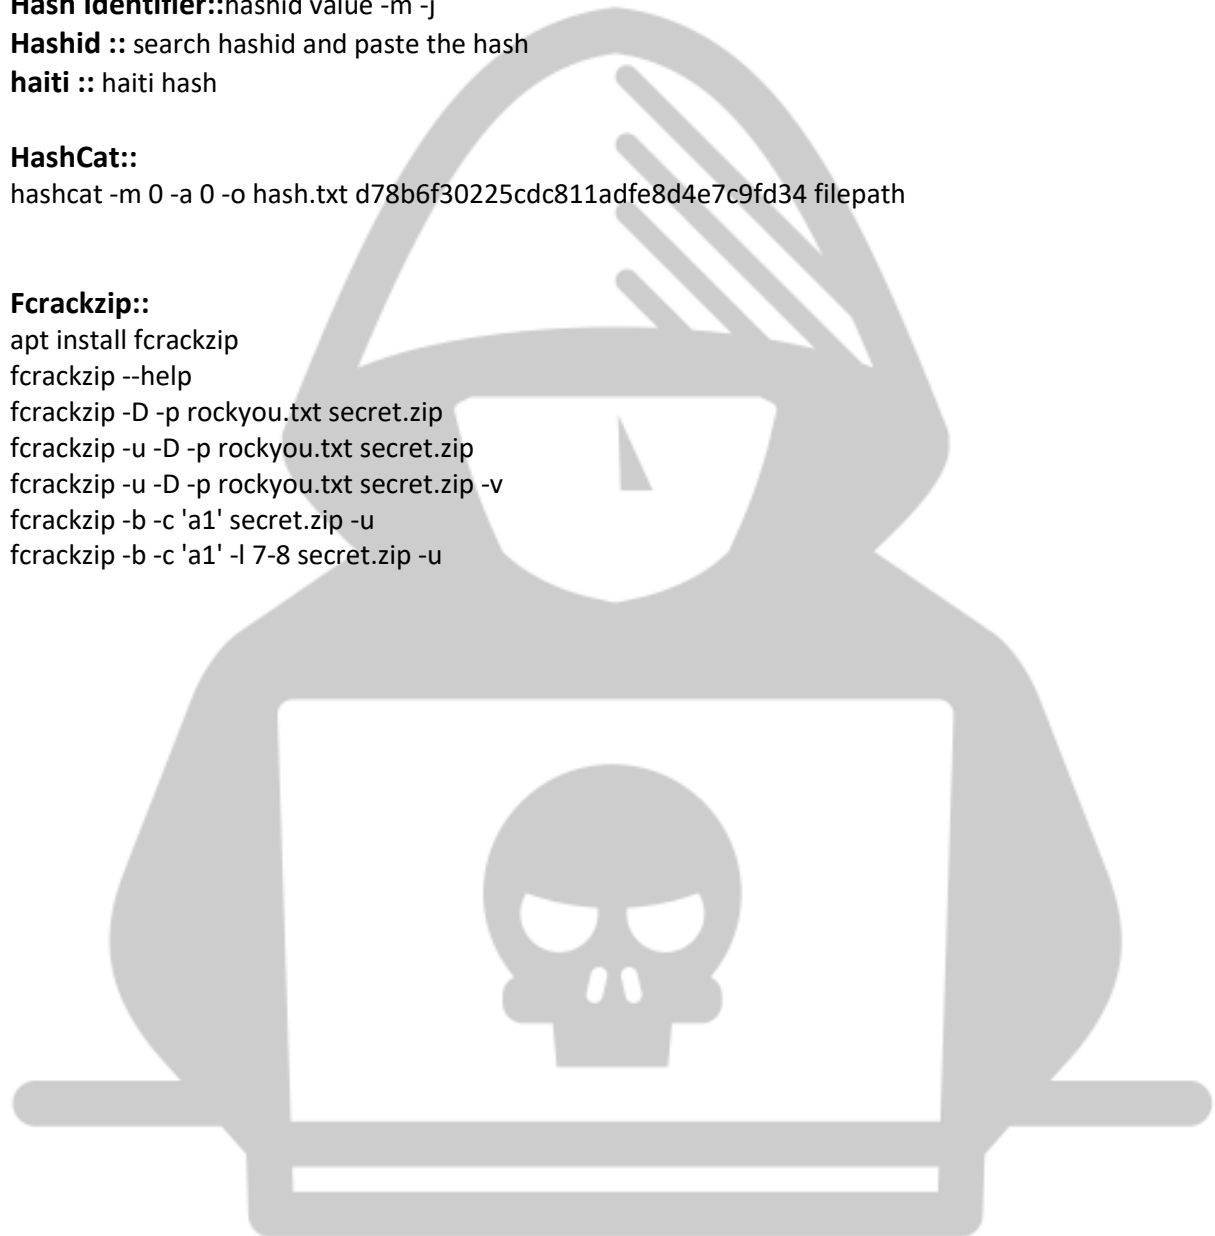 Hash Identifier::hashid value -m -j
Hashid :: search hashid and paste the hash
haiti :: haiti hash
HashCat::
hashcat -m 0 -a 0 -o hash.txt d78b6f30225cdc811adfe8d4e7c9fd34 filepath
Fcrackzip::
apt install fcrackzip
fcrackzip --help
fcrackzip -D -p rockyou.txt secret.zip
fcrackzip -u -D -p rockyou.txt secret.zip
fcrackzip -u -D -p rockyou.txt secret.zip -v
fcrackzip -b -c 'a1' secret.zip -u
fcrackzip -b -c 'a1' -l 7-8 secret.zip -u